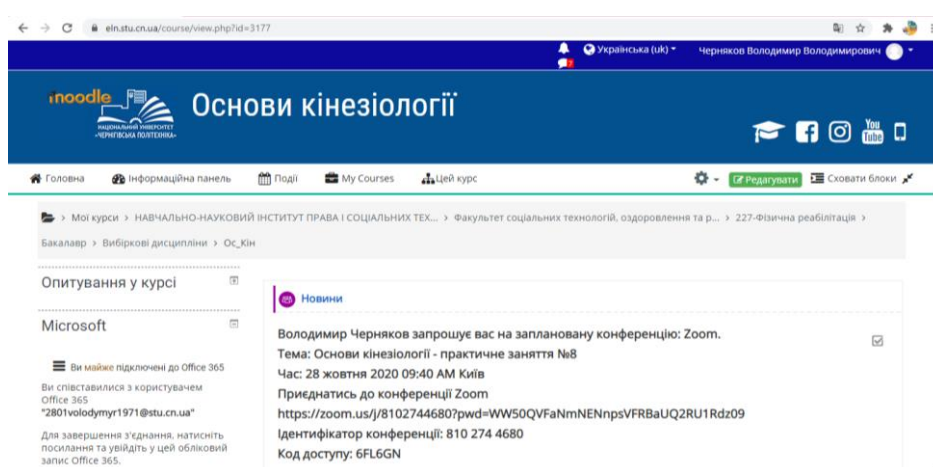 eln.stu.cn.ua/course/view.php?id=3177
Українська (uk) Черняков Володимир Володимирович
moodle
НАЦІОНАЛЬНИЙ УНІВЕРСИТЕТ
«ЧЕРНІГІВСЬКА ПОЛІТЕХНІКА»
Основи кінезіології
You
Tube
Головна Інформаційна панель Події My Courses Цей курс Редагувати Сховати блоки
> Мої курси > НАВЧАЛЬНО-НАУКОВИЙ ІНСТИТУТ ПРАВА І СОЦІАЛЬНИХ ТЕХ... > Факультет соціальних технологій, оздоровлення та р... > 227-Фізична реабілітація >
Бакалавр > Вибіркові дисципліни > Ос_Кін
Опитування у курсі
Microsoft
Ви майже підключені до Office 365
Ви співставилися з користувачем
Office 365
"2801volodymyr1971@stu.cn.ua"
Для завершення з'єднання, натисніть
посилання та увійдіть у цей обліковий
запис Office 365.
Новини
Володимир Черняков запрошує вас на заплановану конференцію: Zoom.
Тема: Основи кінезіології - практичне заняття №8
Час: 28 жовтня 2020 09:40 AM Київ
Приєднатись до конференції Zoom
https://zoom.us/j/8102744680?pwd=WW50QVFaNmNENnpsVFRBaUQ2RU1Rdz09
Ідентифікатор конференції: 810 274 4680
Код доступу: 6FL6GN